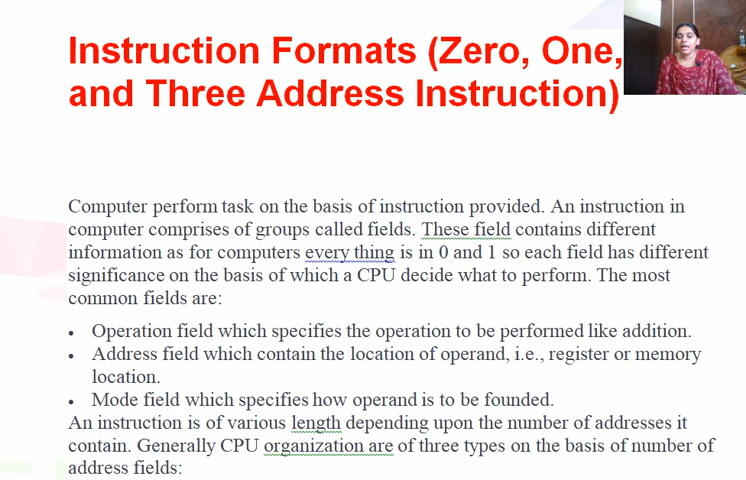 Instruction Formats (Zero, One,
and Three Address Instruction)
Computer perform task on the basis of instruction provided. An instruction in
computer comprises of groups called fields. These field contains different
information as for computers every thing is in 0 and 1 so each field has different
significance on the basis of which a CPU decide what to perform. The most
common fields are:
• Operation field which specifies the operation to be performed like addition.
• Address field which contain the location of operand, i.e., register or memory
location.
• Mode field which specifies how operand is to be founded.
An instruction is of various length depending upon the number of addresses it
contain. Generally CPU organization are of three types on the basis of number of
address fields: